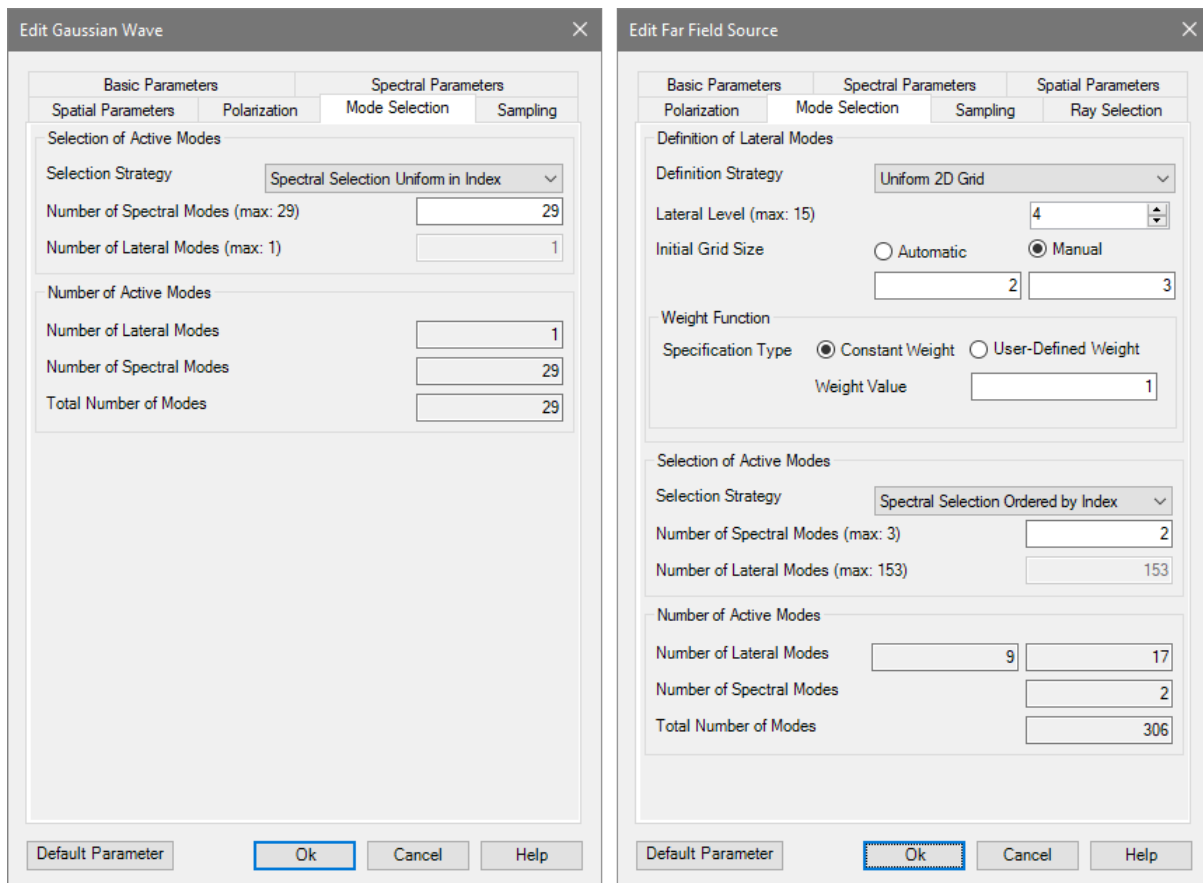 Edit Gaussian Wave
Basic Parameters Spectral Parameters
Spatial Parameters Polarization Mode Selection Sampling
Selection of Active Modes
Selection Strategy Spectral Selection Uniform in Index
Number of Spectral Modes (max: 29) 29
Number of Lateral Modes (max: 1) 1
Number of Active Modes
Number of Lateral Modes 1
Number of Spectral Modes 29
Total Number of Modes 29
Default Parameter Ok Cancel Help
Edit Far Field Source
Basic Parameters Spectral Parameters Spatial Parameters
Polarization Mode Selection Sampling Ray Selection
Definition of Lateral Modes
Definition Strategy Uniform 2D Grid
Lateral Level (max: 15) 4
Initial Grid Size Automatic Manual
2 3
Weight Function
Specification Type Constant Weight User-Defined Weight
Weight Value 1
Selection of Active Modes
Selection Strategy Spectral Selection Ordered by Index
Number of Spectral Modes (max: 3) 2
Number of Lateral Modes (max: 153) 153
Number of Active Modes
Number of Lateral Modes 9 17
Number of Spectral Modes 2
Total Number of Modes 306
Default Parameter Ok Cancel Help